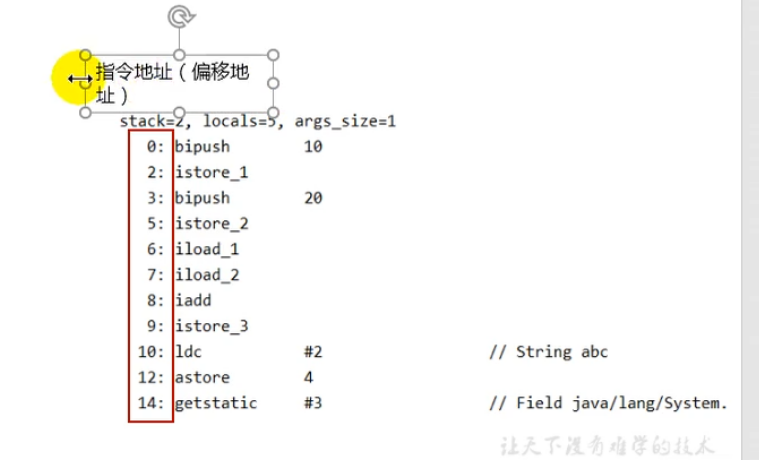 指令地址（偏移地
址）
stack=2, locals=5, args_size=1
0: bipush 10
2: istore_1
3: bipush 20
5: istore_2
6: iload_1
7: iload_2
8: iadd
9: istore_3
10: ldc #2 // String abc
12: astore 4
14: getstatic #3 // Field java/lang/System.
让天下没有难学的技术